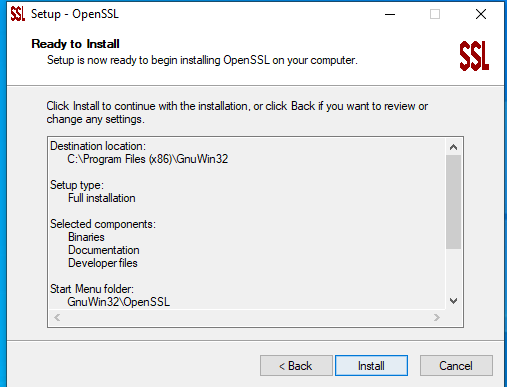 SSL Setup - OpenSSL
Ready to Install
Setup is now ready to begin installing OpenSSL on your computer.
SSL
Click Install to continue with the installation, or click Back if you want to review or
change any settings.
Destination location:
C:\Program Files (x86)\GnuWin32
Setup type:
Full installation
Selected components:
Binaries
Documentation
Developer files
Start Menu folder:
GnuWin32\OpenSSL
< Back Install Cancel